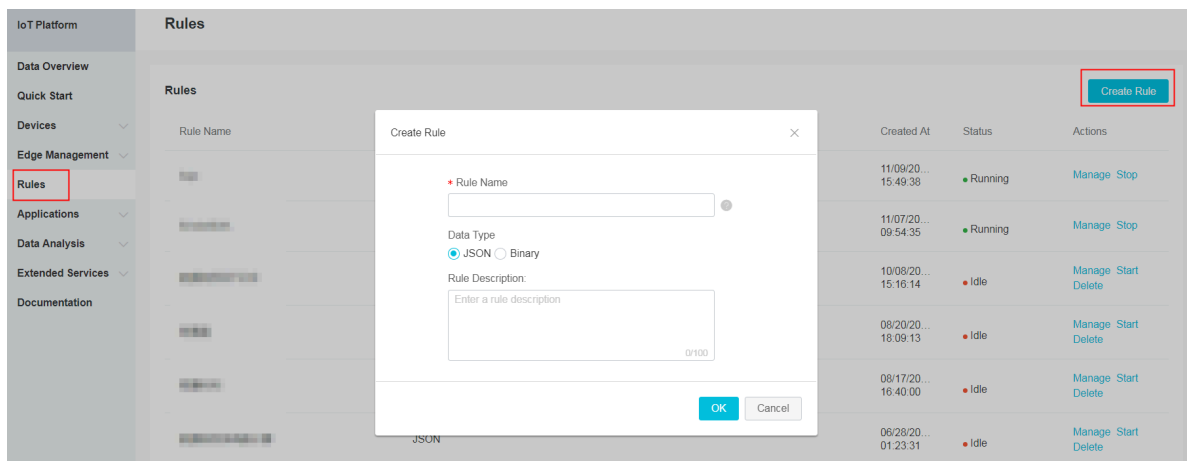 IoT Platform
Rules
Data Overview
Quick Start
Devices
Edge Management
Rules
Applications
Data Analysis
Extended Services
Documentation
Rules
Create Rule
Rule Name
Created At
Status
Actions
11/09/20...
15:49:38
Running
Manage Stop
11/07/20...
09:54:35
Running
Manage Stop
10/08/20...
15:16:14
Idle
Manage Start
Delete
08/20/20...
18:09:13
Idle
Manage Start
Delete
08/17/20...
16:40:00
Idle
Manage Start
Delete
JSON
06/28/20...
01:23:31
Idle
Manage Start
Delete
Create Rule
* Rule Name
Data Type
JSON Binary
Rule Description:
Enter a rule description
0/100
OK Cancel